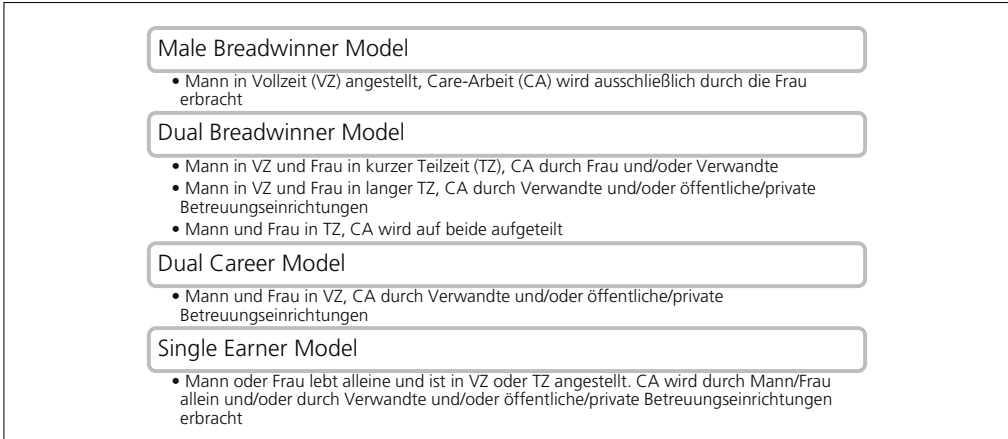 Male Breadwinner Model
• Mann in Vollzeit (VZ) angestellt, Care-Arbeit (CA) wird ausschließlich durch die Frau
erbracht
Dual Breadwinner Model
• Mann in VZ und Frau in kurzer Teilzeit (TZ), CA durch Frau und/oder Verwandte
• Mann in VZ und Frau in langer TZ, CA durch Verwandte und/oder öffentliche/private
Betreuungseinrichtungen
• Mann und Frau in TZ, CA wird auf beide aufgeteilt
Dual Career Model
• Mann und Frau in VZ, CA durch Verwandte und/oder öffentliche/private
Betreuungseinrichtungen
Single Earner Model
• Mann oder Frau lebt alleine und ist in VZ oder TZ angestellt. CA wird durch Mann/Frau
allein und/oder durch Verwandte und/oder öffentliche/private Betreuungseinrichtungen
erbracht